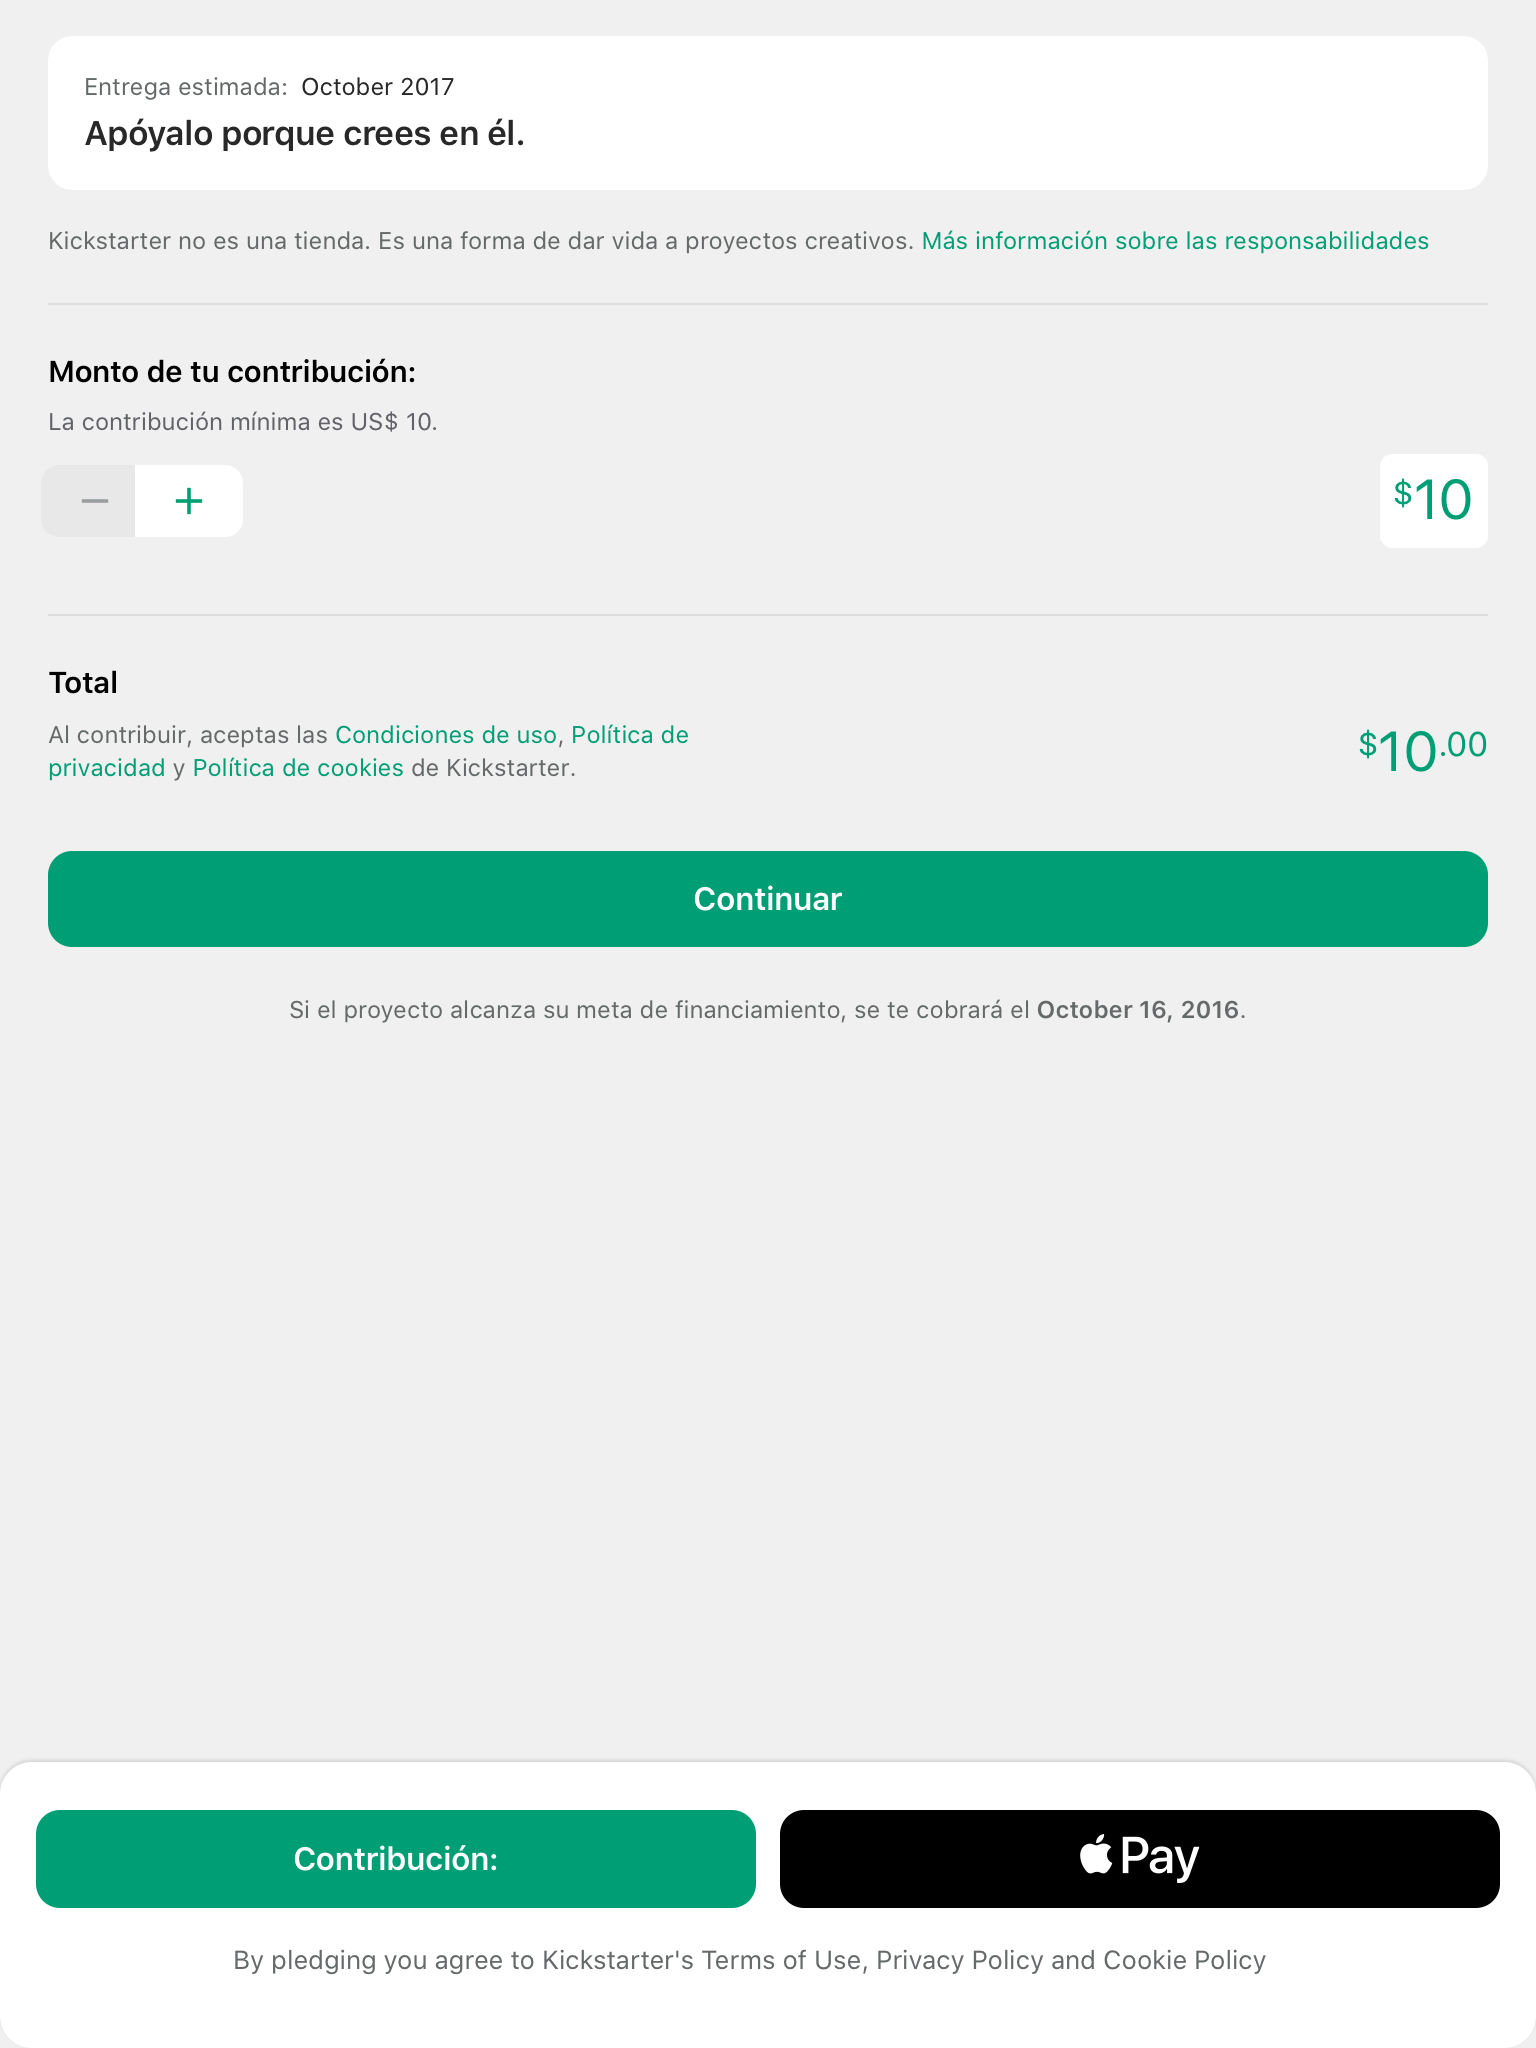 Entrega estimada: October 2017
Apóyalo porque crees en él.
Kickstarter no es una tienda. Es una forma de dar vida a proyectos creativos. Más información sobre las responsabilidades
Monto de tu contribución:
La contribución mínima es US$ 10.
$10
Total
Al contribuir, aceptas las Condiciones de uso, Política de
privacidad y Política de cookies de Kickstarter.
$10.00
Continuar
Si el proyecto alcanza su meta de financiamiento, se te cobrará el October 16, 2016.
Contribución:
Pay
By pledging you agree to Kickstarter's Terms of Use, Privacy Policy and Cookie Policy